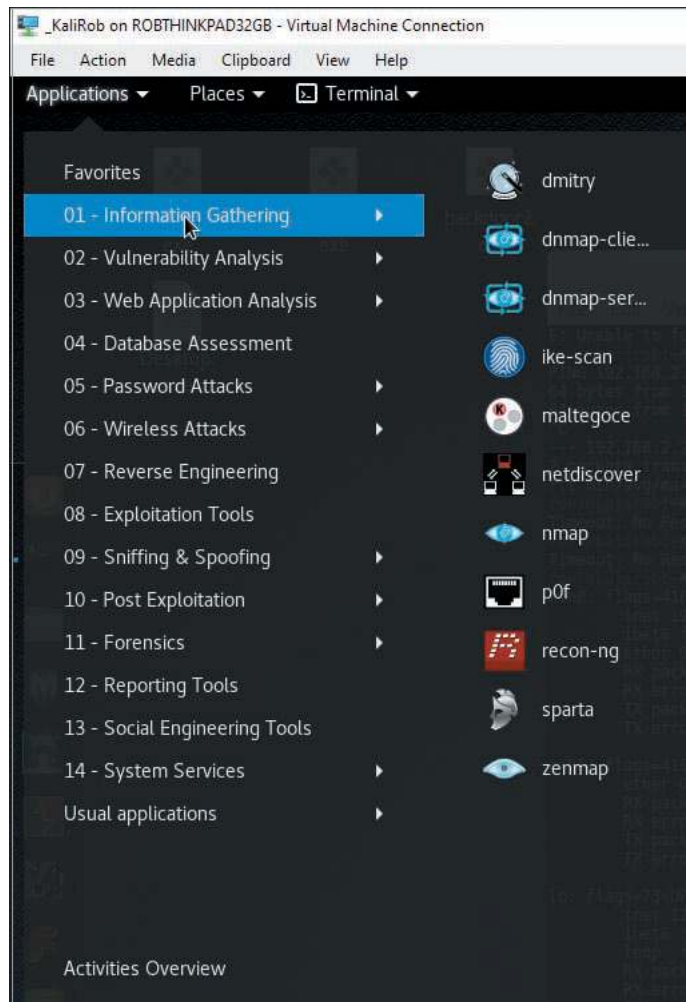 _KaliRob on ROBTHINKPAD32GB - Virtual Machine Connection
File Action Media Clipboard View Help
Applications Places Terminal
Favorites
01 - Information Gathering
02 - Vulnerability Analysis
03 - Web Application Analysis
04 - Database Assessment
05 - Password Attacks
06 - Wireless Attacks
07 - Reverse Engineering
08 - Exploitation Tools
09 - Sniffing & Spoofing
10 - Post Exploitation
11 - Forensics
12 - Reporting Tools
13 - Social Engineering Tools
14 - System Services
Usual applications
Activities Overview
dmitry
dnmap-clie...
dnmap-ser...
ike-scan
maltegoce
netdiscover
nmap
p0f
recon-ng
sparta
zenmap